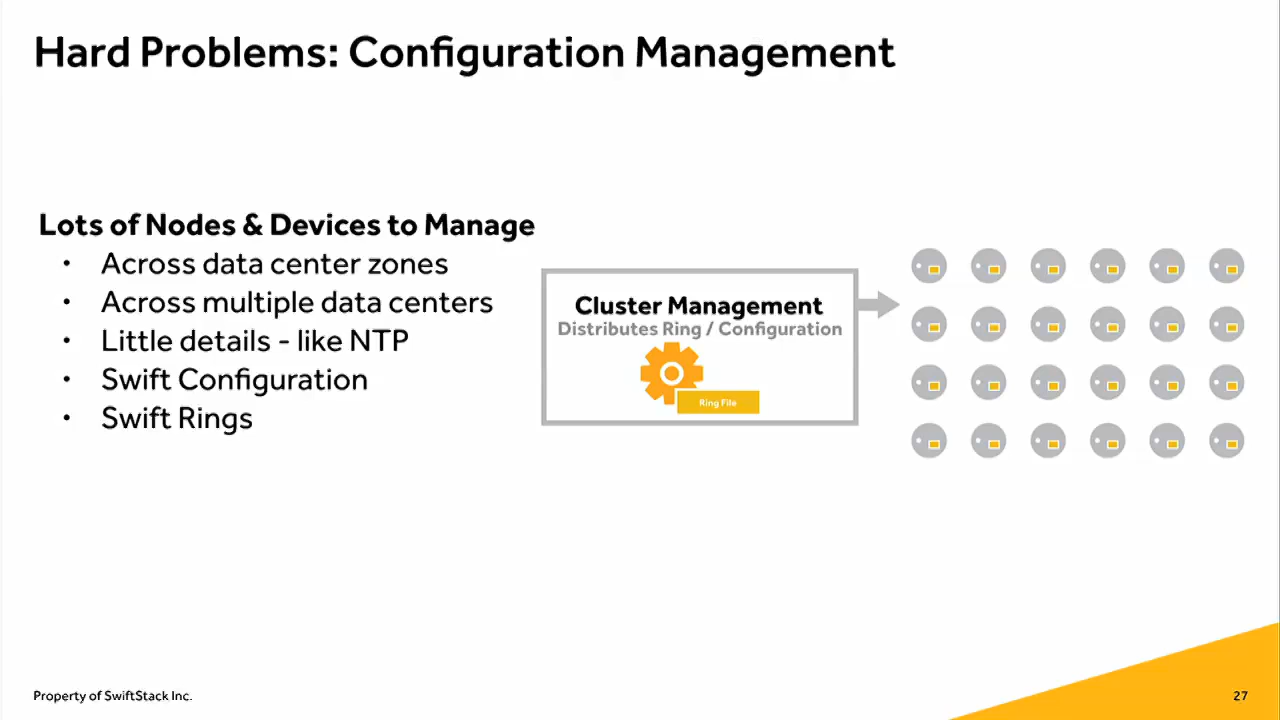 Hard Problems: Configuration Management
Lots of Nodes & Devices to Manage
• Across data center zones
• Across multiple data centers
• Little details - like NTP
• Swift Configuration
• Swift Rings
Cluster Management
Distributes Ring / Configuration
Ring File
Property of SwiftStack Inc.
27